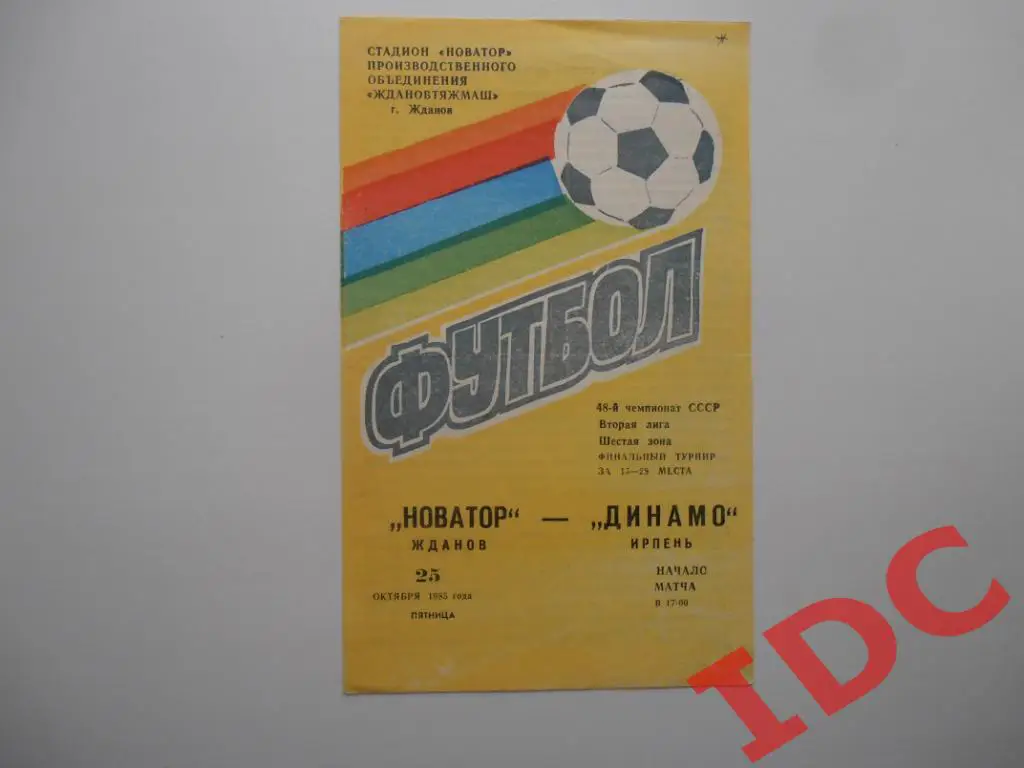 СТАДИОН «НОВАТОР»
ПРОИЗВОДСТВЕННОГО
ОБЪЕДИНЕНИЯ
«ЖДАНОВТЯЖМАШ»
г. Жданов
ФУТБОЛ
48-й чемпионат СССР
Вторая лига
Шестая зона
ФИНАЛЬНЫЙ ТУРНИР
ЗА 15—28 МЕСТА
„НОВАТОР“ — „ДИНАМО“
ЖДАНОВ ИРПЕНЬ
25
ОКТЯБРЯ 1985 года
ПЯТНИЦА
НАЧАЛО
МАТЧА
В 17-00
IDC